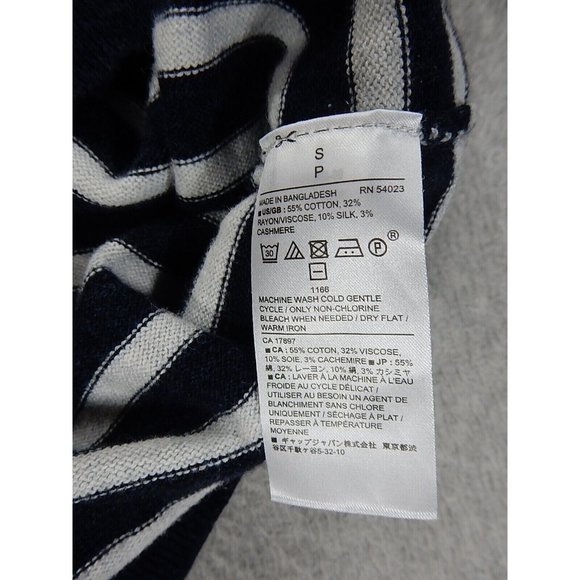 S
P
MADE IN BANGLADESH RN 54023
■ US/GB : 55% COTTON, 32%
RAYON/VISCOSE, 10% SILK, 3%
CASHMERE
30 P ®
1166
MACHINE WASH COLD GENTLE
CYCLE / ONLY NON-CHLORINE
BLEACH WHEN NEEDED / DRY FLAT /
WARM IRON
CA 17897
■ CA : 55% COTTON, 32% VISCOSE,
10% SOIE, 3% CACHEMIRE ■ JP : 55%
綿, 32% レーヨン, 10% 絹, 3% カシミヤ
■ CA : LAVER À LA MACHINE À L'EAU
FROIDE AU CYCLE DÉLICAT /
UTILISER AU BESOIN UN AGENT DE
BLANCHIMENT SANS CHLORE
UNIQUEMENT / SÉCHAGE À PLAT /
REPASSER À TEMPÉRATURE
MOYENNE
■ ギャップジャパン株式会社 東京都渋
谷区千駄ヶ谷5-32-10